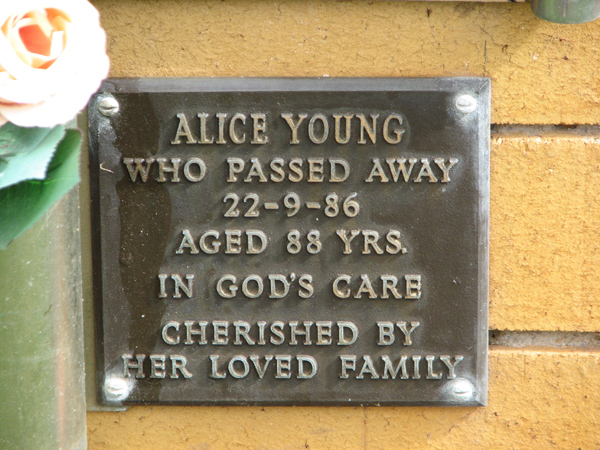 ALICE YOUNG
WHO PASSED AWAY
22-9-86
AGED 88 YRS.
IN GOD'S CARE
CHERISHED BY
HER LOVED FAMILY